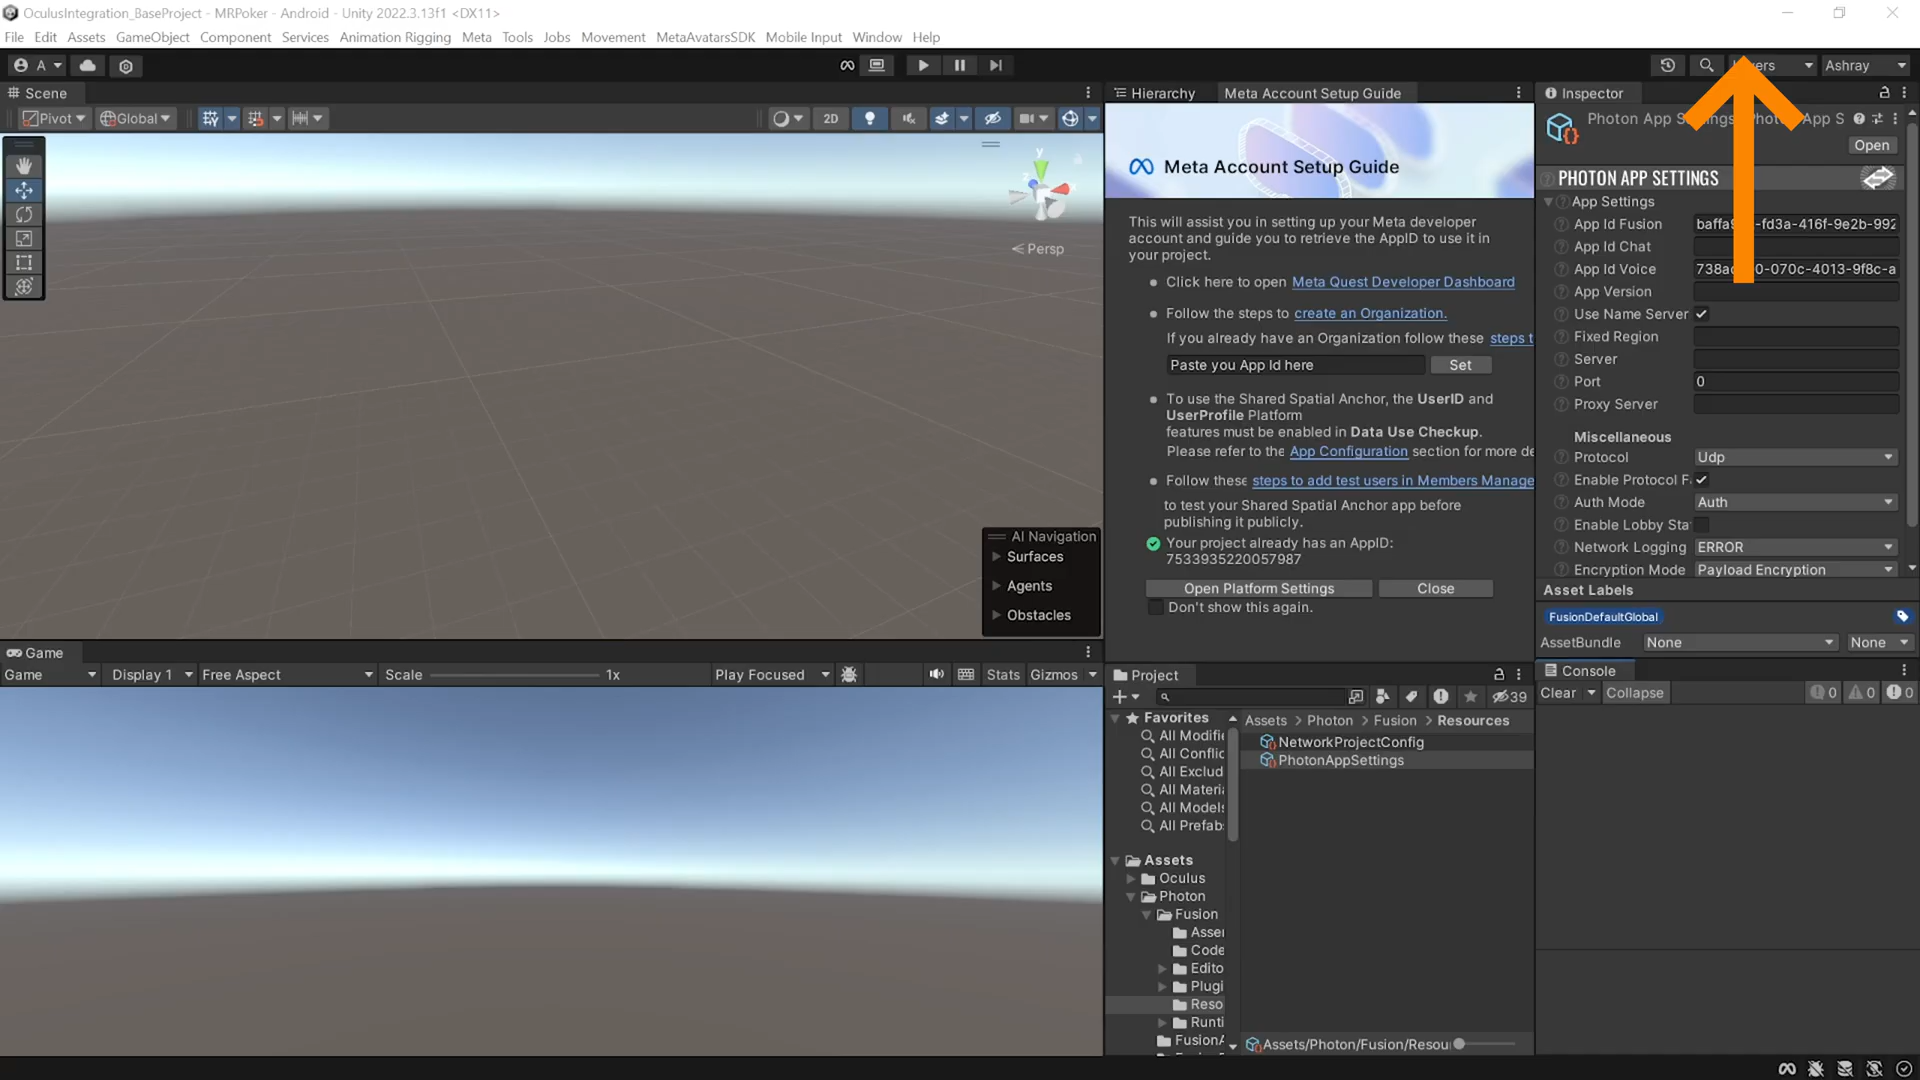 OculusIntegration_BaseProject - MRPoker - Android - Unity 2022.3.13f1 <DX11>
File Edit Assets GameObject Component Services Animation Rigging Meta Tools Jobs Movement MetaAvatarsSDK Mobile Input Window Help
A
Ashray
Scene
Pivot Global 2D
Persp
AI Navigation
Surfaces
Agents
Obstacles
Game
Game Display 1 Free Aspect Scale 1x Play Focused Stats Gizmos
Hierarchy Meta Account Setup Guide
Meta Account Setup Guide
This will assist you in setting up your Meta developer
account and guide you to retrieve the AppID to use it in
your project.
Click here to open Meta Quest Developer Dashboard
Follow the steps to create an Organization.
If you already have an Organization follow these steps t
Paste you App Id here Set
To use the Shared Spatial Anchor, the UserID and
UserProfile Platform
features must be enabled in Data Use Checkup.
Please refer to the App Configuration section for more de
Follow these steps to add test users in Members Manage
to test your Shared Spatial Anchor app before
publishing it publicly.
Your project already has an AppID:
7533935220057987
Open Platform Settings Close
Don't show this again.
Project
39
Favorites
All Modifie
All Conflic
All Exclud
All Materia
All Models
All Prefab
Assets
Oculus
Photon
Fusion
Asse
Code
Edito
Plugi
Reso
Runti
FusionA
Assets > Photon > Fusion > Resources
NetworkProjectConfig
PhotonAppSettings
Assets/Photon/Fusion/Resou
Inspector
Photon App
App S
Open
PHOTON APP SETTINGS
App Settings
App Id Fusion baffa -fd3a-416f-9e2b-992
App Id Chat
App Id Voice 738a 0-070c-4013-9f8c-a
App Version
Use Name Server
Fixed Region
Server
Port 0
Proxy Server
Miscellaneous
Protocol Udp
Enable Protocol F
Auth Mode Auth
Enable Lobby Sta
Network Logging ERROR
Encryption Mode Payload Encryption
Asset Labels
FusionDefaultGlobal
AssetBundle None None
Console
Clear Collapse 0 0 0